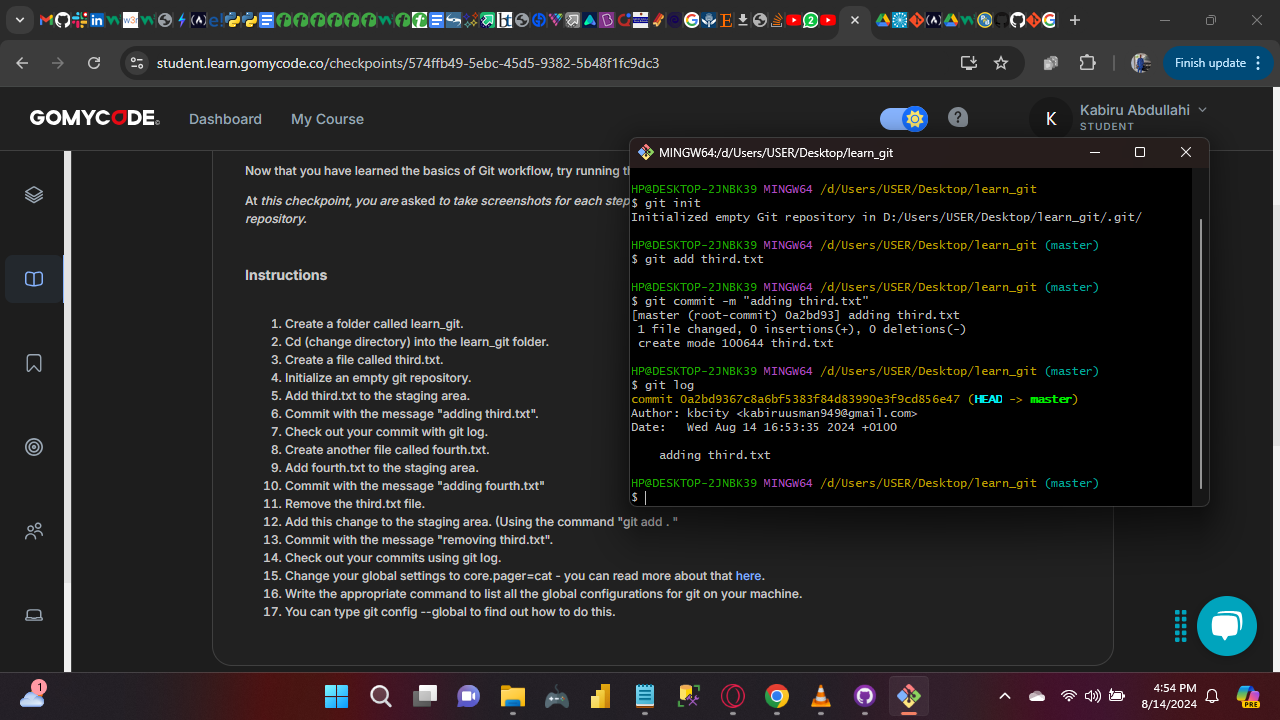 student.learn.gomycode.co/checkpoints/574ffb49-5ebc-45d5-9382-5b48f1fc9dc3
Finish update
GOMYCODE
Dashboard
My Course
K
Kabiru Abdullahi
STUDENT
Now that you have learned the basics of Git workflow, try running th
At this checkpoint, you are asked to take screenshots for each step
repository.
Instructions
1. Create a folder called learn_git.
2. Cd (change directory) into the learn_git folder.
3. Create a file called third.txt.
4. Initialize an empty git repository.
5. Add third.txt to the staging area.
6. Commit with the message "adding third.txt".
7. Check out your commit with git log.
8. Create another file called fourth.txt.
9. Add fourth.txt to the staging area.
10. Commit with the message "adding fourth.txt"
11. Remove the third.txt file.
12. Add this change to the staging area. (Using the command "git add . "
13. Commit with the message "removing third.txt".
14. Check out your commits using git log.
15. Change your global settings to core.pager=cat - you can read more about that here.
16. Write the appropriate command to list all the global configurations for git on your machine.
17. You can type git config --global to find out how to do this.
MINGW64:/d/Users/USER/Desktop/learn_git
HP@DESKTOP-2JNBK39 MINGW64 /d/Users/USER/Desktop/learn_git
$ git init
Initialized empty Git repository in D:/Users/USER/Desktop/learn_git/.git/
HP@DESKTOP-2JNBK39 MINGW64 /d/Users/USER/Desktop/learn_git (master)
$ git add third.txt
HP@DESKTOP-2JNBK39 MINGW64 /d/Users/USER/Desktop/learn_git (master)
$ git commit -m "adding third.txt"
[master (root-commit) 0a2bd93] adding third.txt
1 file changed, 0 insertions(+), 0 deletions(-)
create mode 100644 third.txt
HP@DESKTOP-2JNBK39 MINGW64 /d/Users/USER/Desktop/learn_git (master)
$ git log
commit 0a2bd9367c8a6bf5383f84d83990e3f9cd856e47 (HEAD -> master)
Author: kbcity <kabiruusman949@gmail.com>
Date:   Wed Aug 14 16:53:35 2024 +0100
adding third.txt
HP@DESKTOP-2JNBK39 MINGW64 /d/Users/USER/Desktop/learn_git (master)
$
1
4:54 PM
8/14/2024
PRE